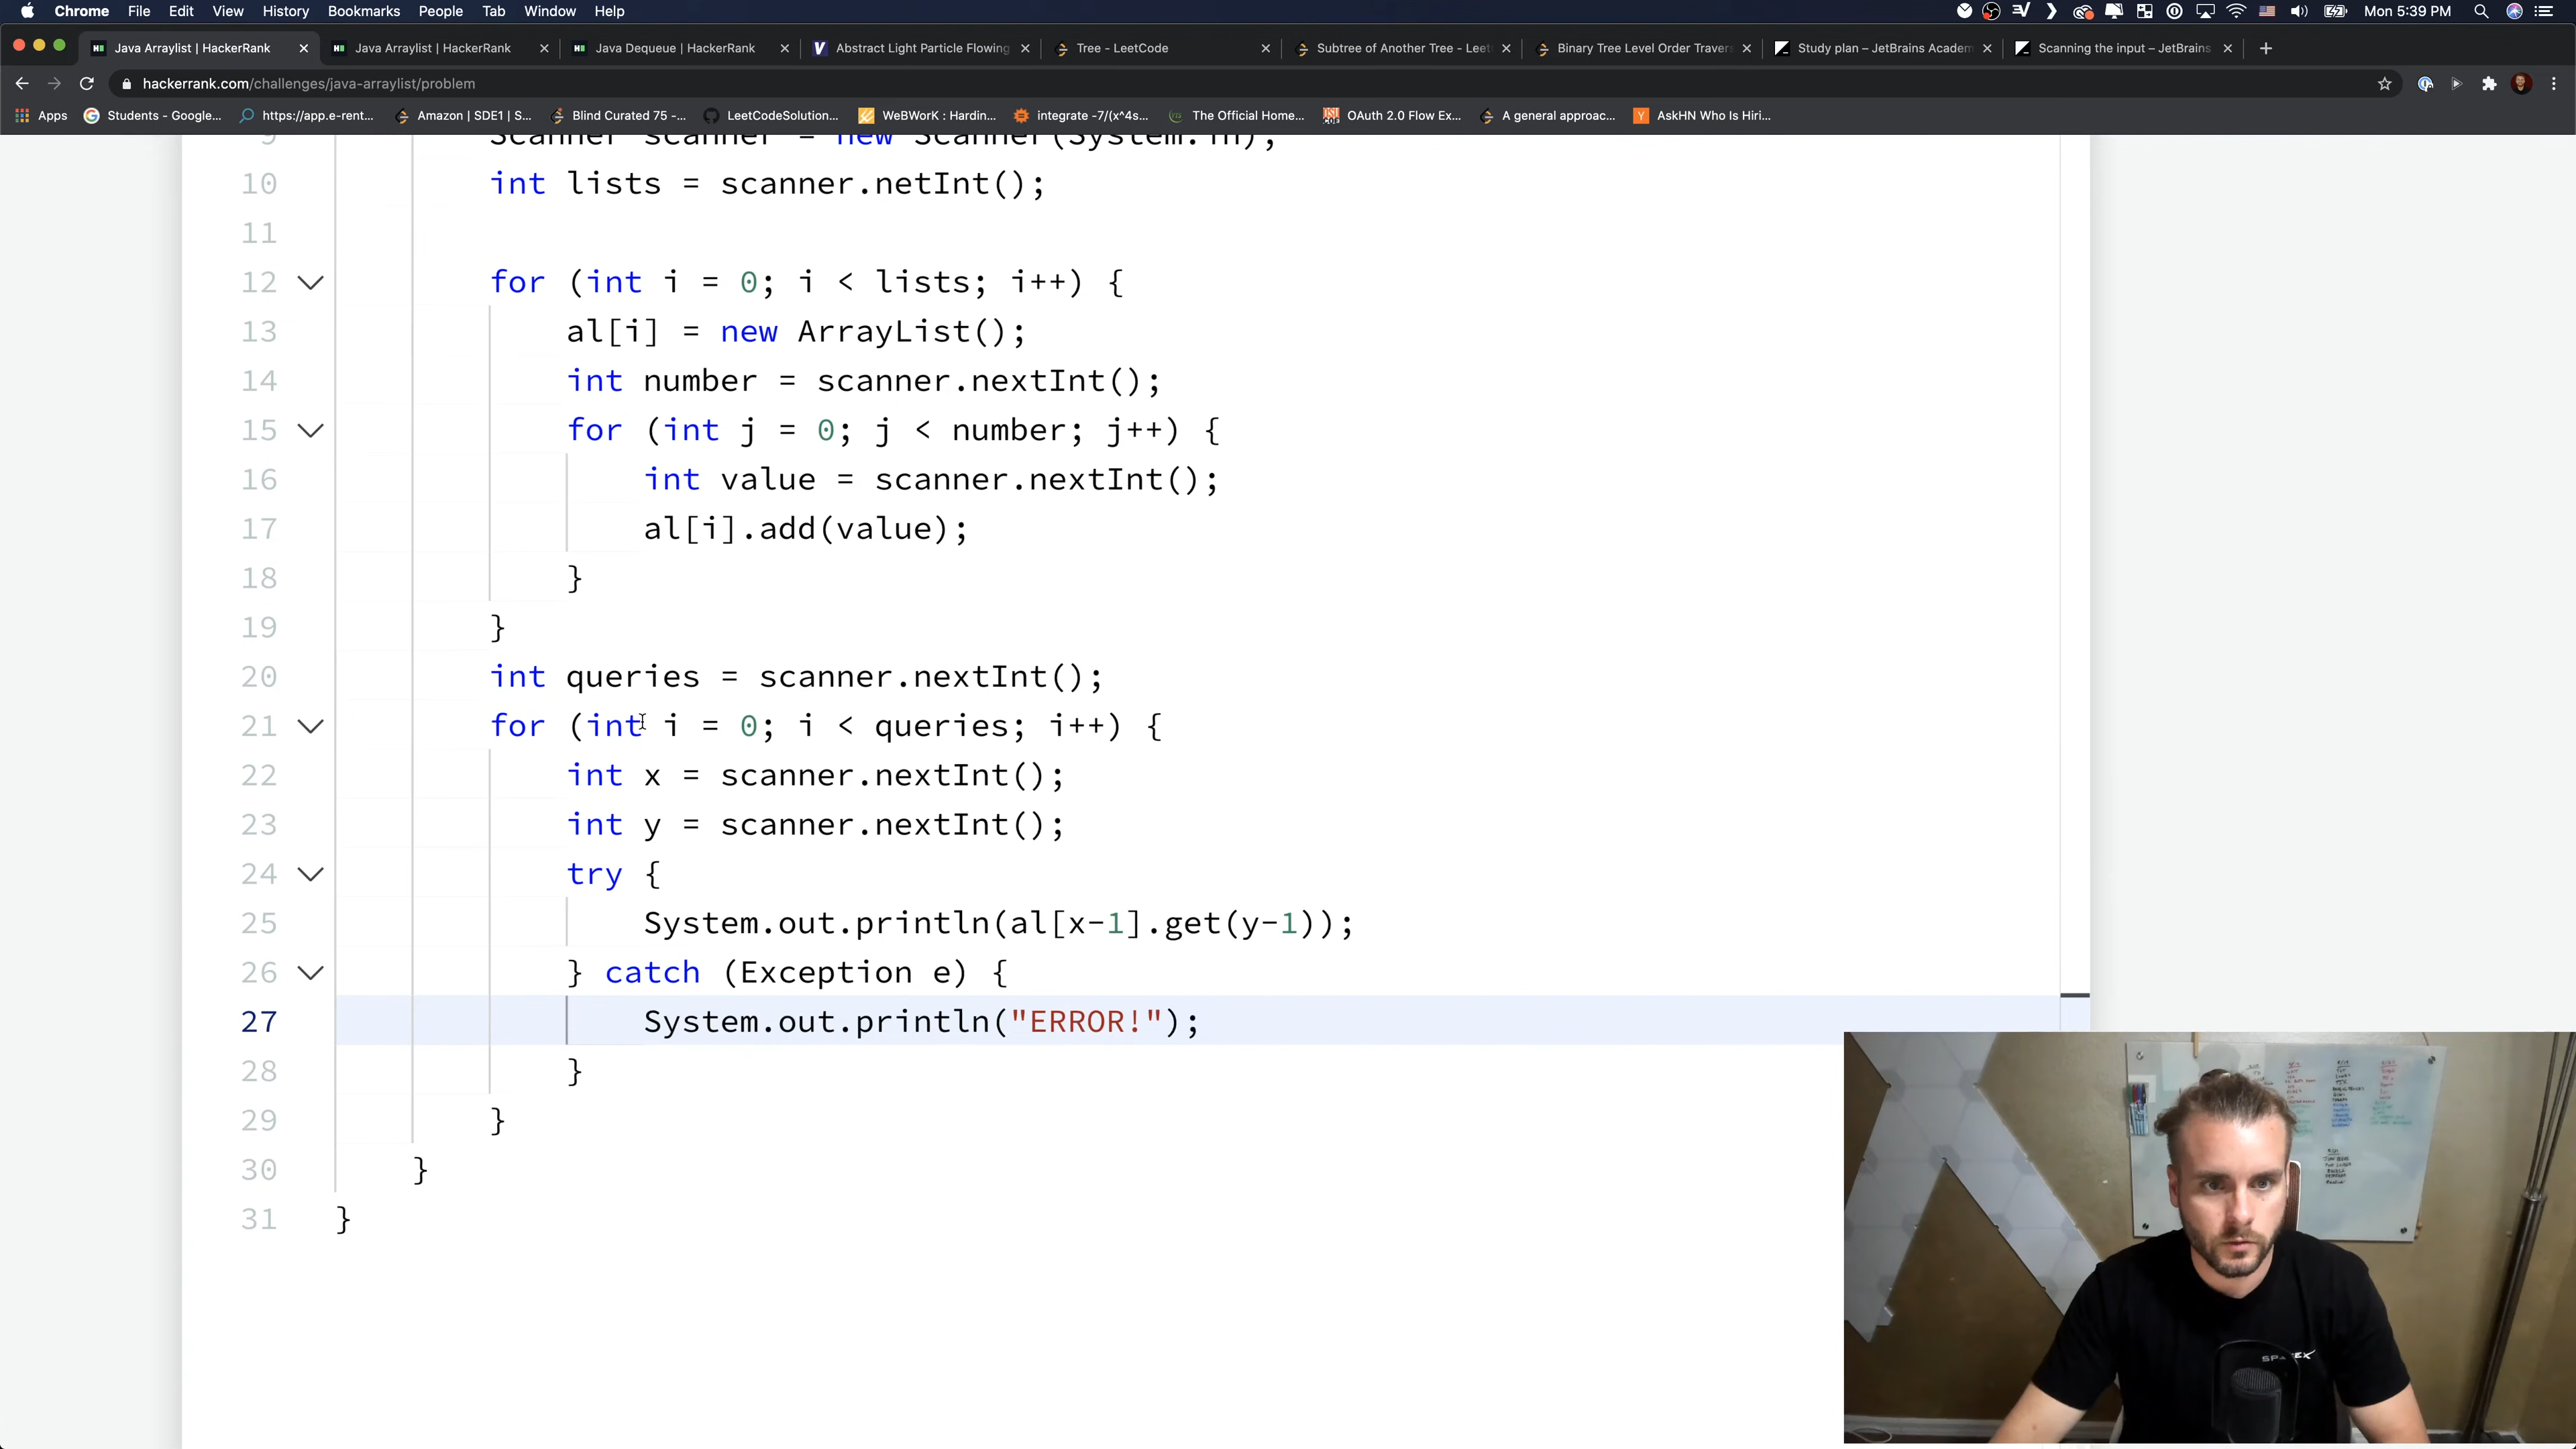 Chrome File Edit View History Bookmarks People Tab Window Help Mon 5:39 PM
Java Arraylist | HackerRank Java Arraylist | HackerRank Java Dequeue | HackerRank Abstract Light Particle Flowing Tree - LeetCode Subtree of Another Tree - Leet Binary Tree Level Order Travers Study plan – JetBrains Academ Scanning the input – JetBrains
hackerrank.com/challenges/java-arraylist/problem
Apps Students - Google... https://app.e-rent... Amazon | SDE1 | S... Blind Curated 75 -... LeetCodeSolution... WeBWorK : Hardin... integrate -7/(x^4s... The Official Home... OAuth 2.0 Flow Ex... A general approac... AskHN Who Is Hiri...
9 Scanner scanner = new Scanner(System.in);
10 int lists = scanner.netInt();
11
12 for (int i = 0; i < lists; i++) {
13 al[i] = new ArrayList();
14 int number = scanner.nextInt();
15 for (int j = 0; j < number; j++) {
16 int value = scanner.nextInt();
17 al[i].add(value);
18 }
19 }
20 int queries = scanner.nextInt();
21 for (int i = 0; i < queries; i++) {
22 int x = scanner.nextInt();
23 int y = scanner.nextInt();
24 try {
25 System.out.println(al[x-1].get(y-1));
26 } catch (Exception e) {
27 System.out.println("ERROR!");
28 }
29 }
30 }
31 }